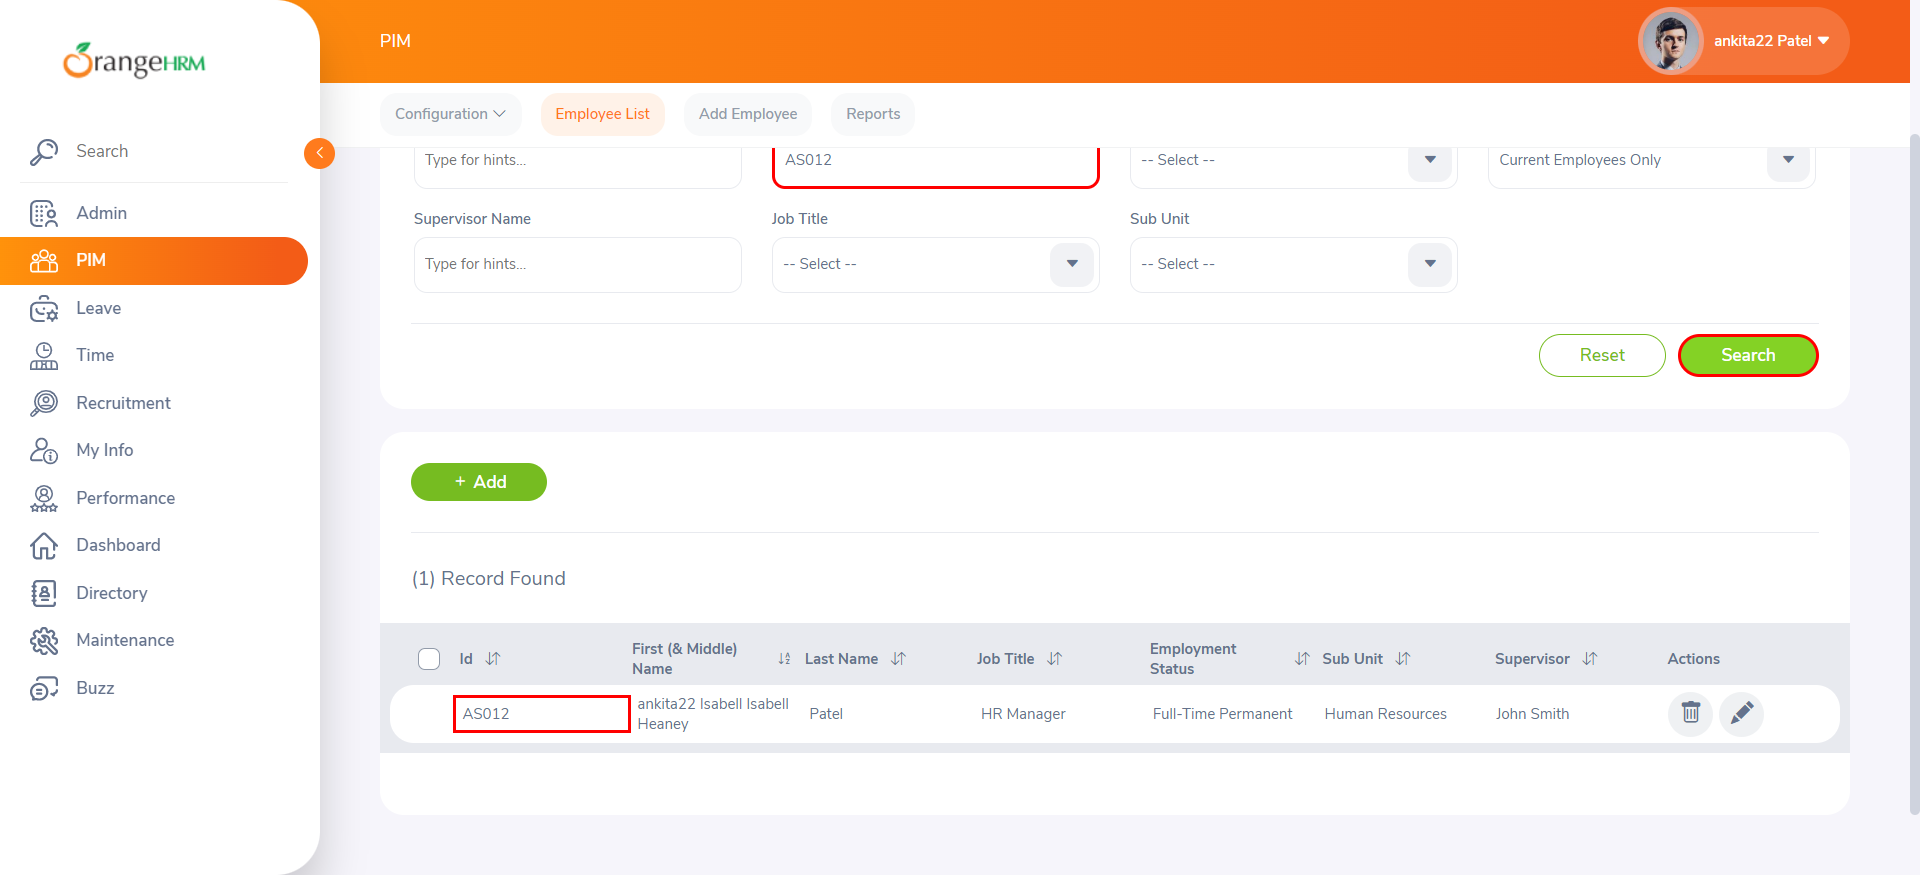 OrangeHRM
Search
Admin
PIM
Leave
Time
Recruitment
My Info
Performance
Dashboard
Directory
Maintenance
Buzz
PIM
ankita22 Patel
Configuration
Employee List
Add Employee
Reports
Type for hints...
AS012
-- Select --
Current Employees Only
Supervisor Name
Job Title
Sub Unit
Type for hints...
-- Select --
-- Select --
Reset
Search
+ Add
(1) Record Found
Id
First (& Middle)
Name
Last Name
Job Title
Employment
Status
Sub Unit
Supervisor
Actions
AS012
ankita22 Isabell Isabell
Heaney
Patel
HR Manager
Full-Time Permanent
Human Resources
John Smith